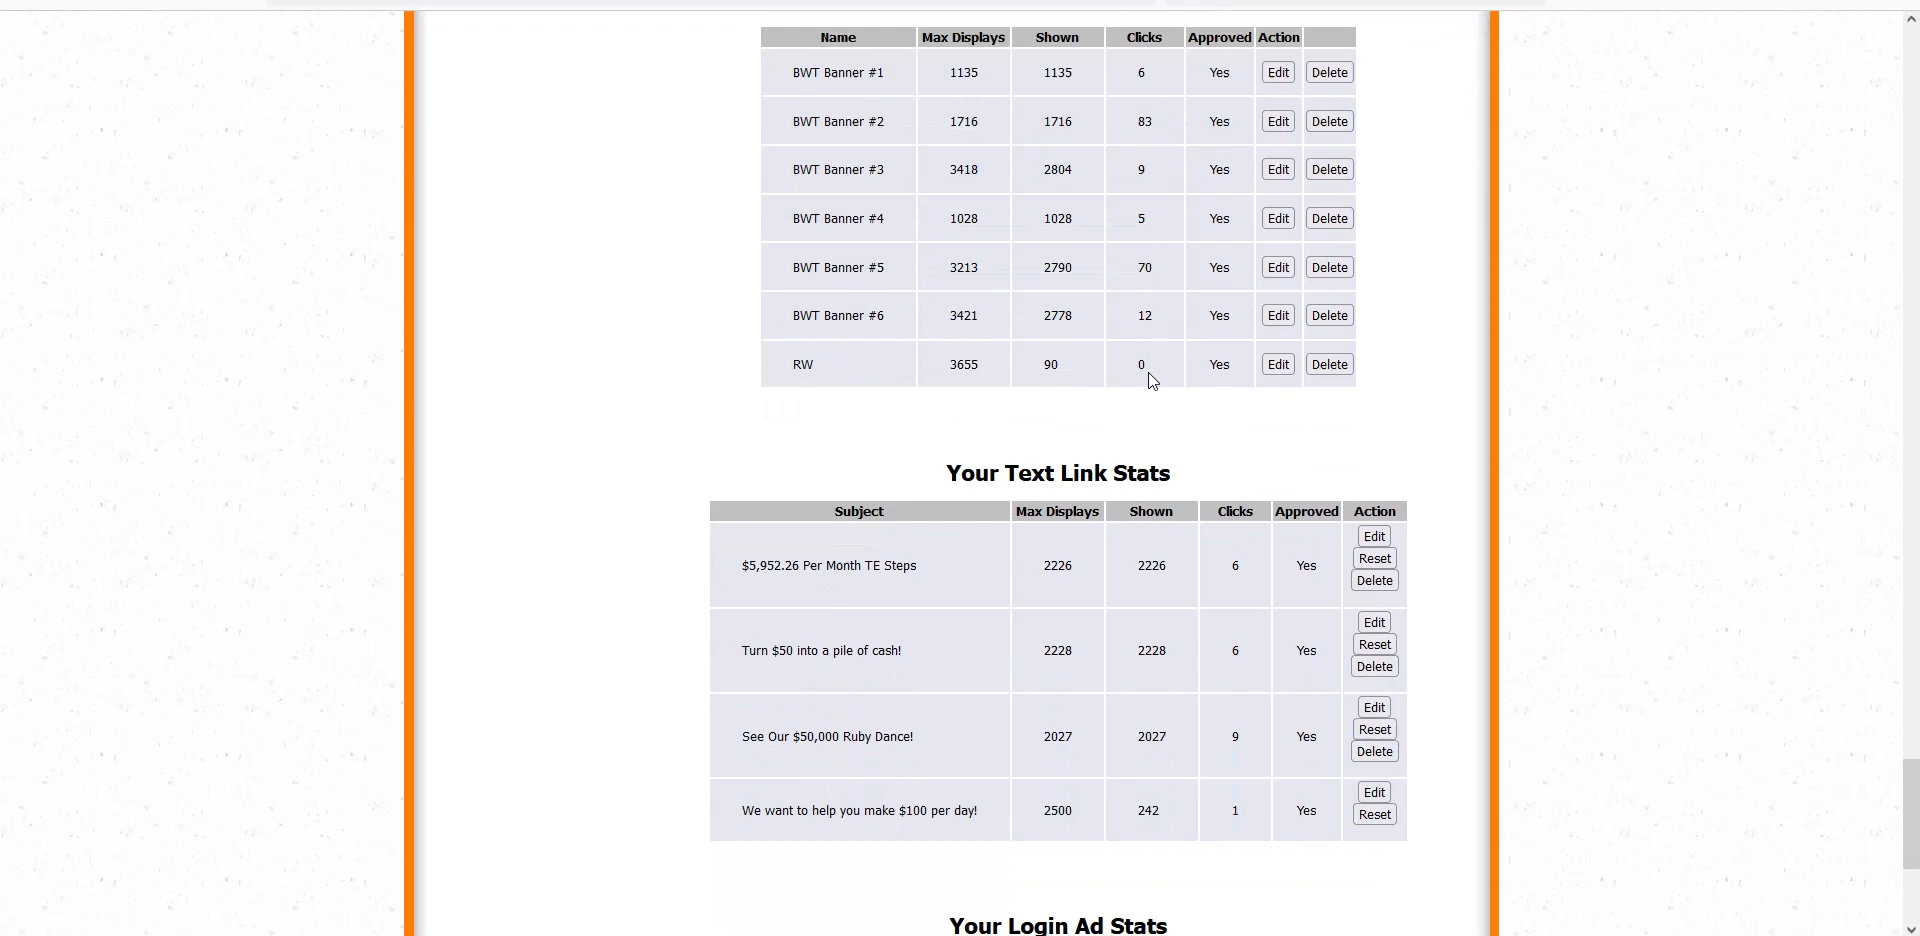 Name Max Displays Shown Clicks Approved Action
BWT Banner #1 1135 1135 6 Yes Edit Delete
BWT Banner #2 1716 1716 83 Yes Edit Delete
BWT Banner #3 3418 2804 9 Yes Edit Delete
BWT Banner #4 1028 1028 5 Yes Edit Delete
BWT Banner #5 3213 2790 70 Yes Edit Delete
BWT Banner #6 3421 2778 12 Yes Edit Delete
RW 3655 90 0 Yes Edit Delete
Your Text Link Stats
Subject Max Displays Shown Clicks Approved Action
Edit
Reset
$5,952.26 Per Month TE Steps 2226 2226 6 Yes
Delete
Edit
Reset
Turn $50 into a pile of cash! 2228 2228 6 Yes
Delete
Edit
Reset
See Our $50,000 Ruby Dance! 2027 2027 9 Yes
Delete
Edit
We want to help you make $100 per day! 2500 242 1 Yes
Reset
Your Login Ad Stats